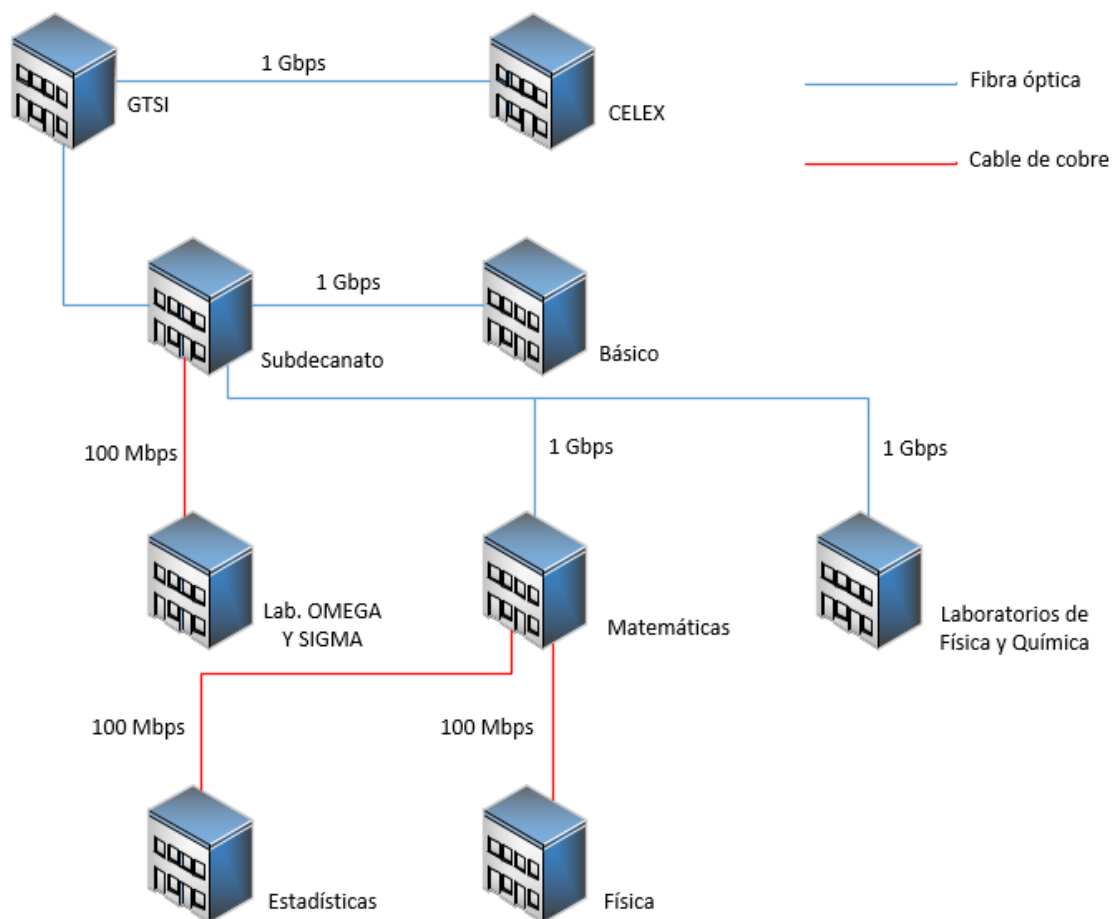 1 Gbps
Fibra óptica
GTSI
CELEX
Cable de cobre
1 Gbps
Subdecanato
Básico
100 Mbps
1 Gbps
1 Gbps
Lab. OMEGA
Y SIGMA
Matemáticas
Laboratorios de
Física y Química
100 Mbps
100 Mbps
Estadísticas
Física